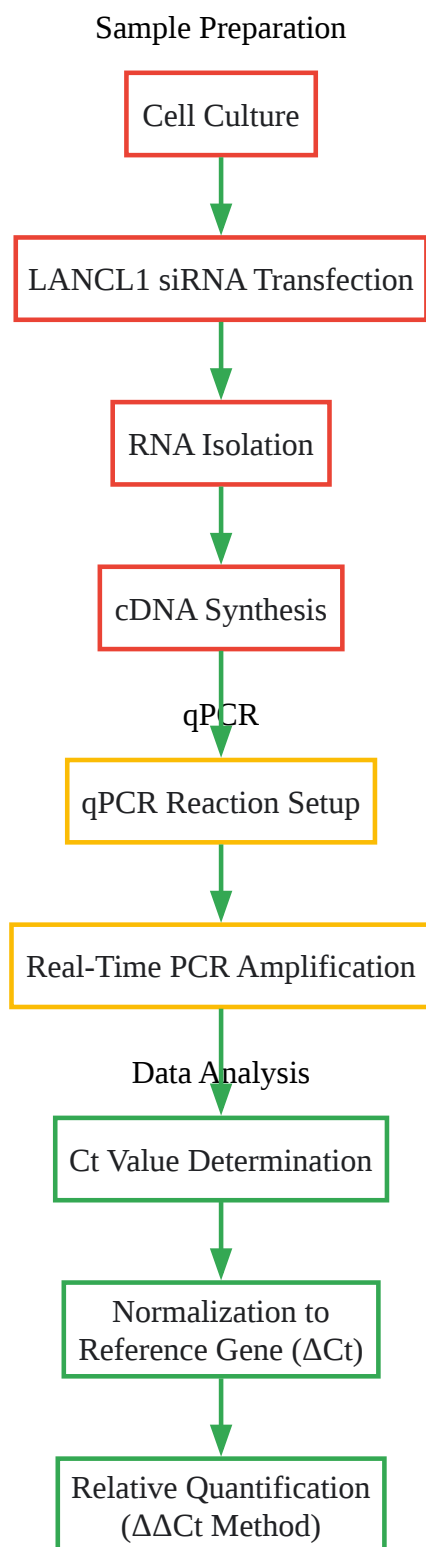 Sample Preparation
Cell Culture
LANCL1 siRNA Transfection
RNA Isolation
cDNA Synthesis
qPCR
qPCR Reaction Setup
Real-Time PCR Amplification
Data Analysis
Ct Value Determination
Normalization to
Reference Gene (ΔCt)
Relative Quantification
(ΔΔCt Method)